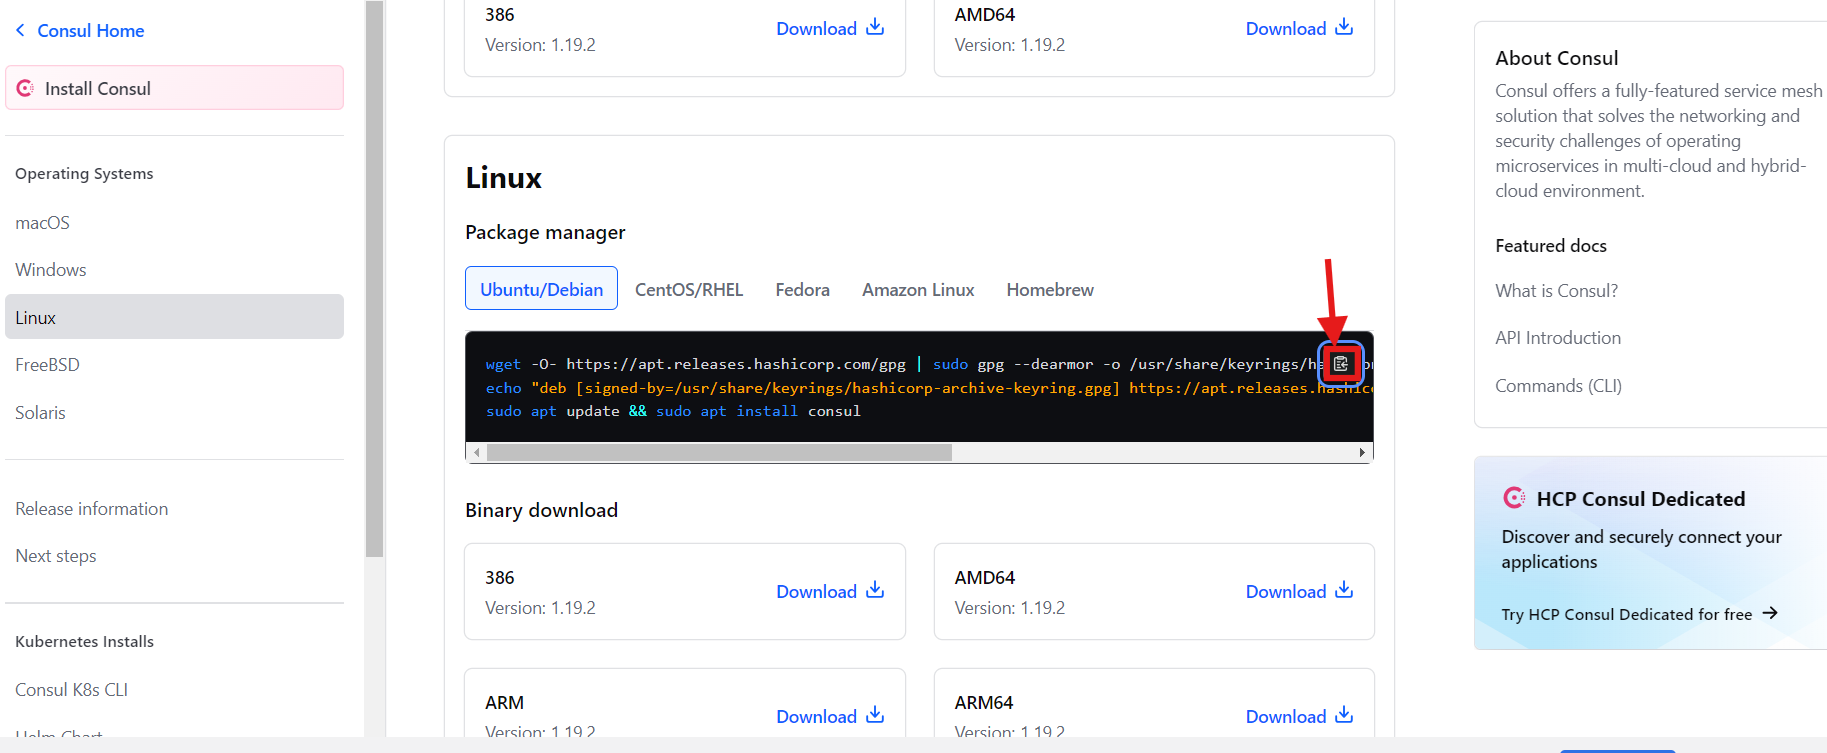 Consul Home
Install Consul
Operating Systems
macOS
Windows
Linux
FreeBSD
Solaris
Release information
Next steps
Kubernetes Installs
Consul K8s CLI
Helm Chart
386
Version: 1.19.2
Download
AMD64
Version: 1.19.2
Download
Linux
Package manager
Ubuntu/Debian CentOS/RHEL Fedora Amazon Linux Homebrew
wget -O- https://apt.releases.hashicorp.com/gpg | sudo gpg --dearmor -o /usr/share/keyrings/
echo "deb [signed-by=/usr/share/keyrings/hashicorp-archive-keyring.gpg] https://apt.releases.hashico
sudo apt update && sudo apt install consul
Binary download
386
Version: 1.19.2
Download
AMD64
Version: 1.19.2
Download
ARM
Version: 1.19.2
Download
ARM64
Version: 1.19.2
Download
About Consul
Consul offers a fully-featured service mesh
solution that solves the networking and
security challenges of operating
microservices in multi-cloud and hybrid-
cloud environment.
Featured docs
What is Consul?
API Introduction
Commands (CLI)
HCP Consul Dedicated
Discover and securely connect your
applications
Try HCP Consul Dedicated for free